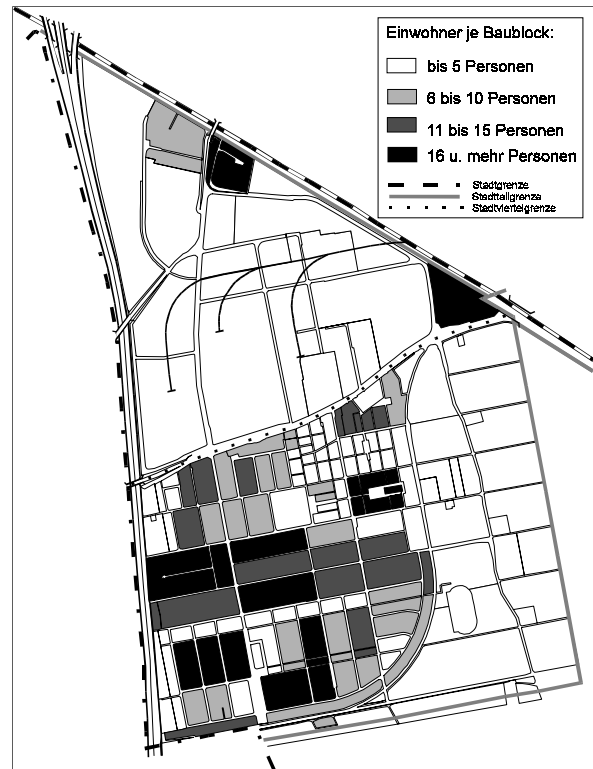 Einwohner je Baublock:
bis 5 Personen
6 bis 10 Personen
11 bis 15 Personen
16 u. mehr Personen
Stadtgrenze
Stadtteilgrenze
Stadtviertelgrenze